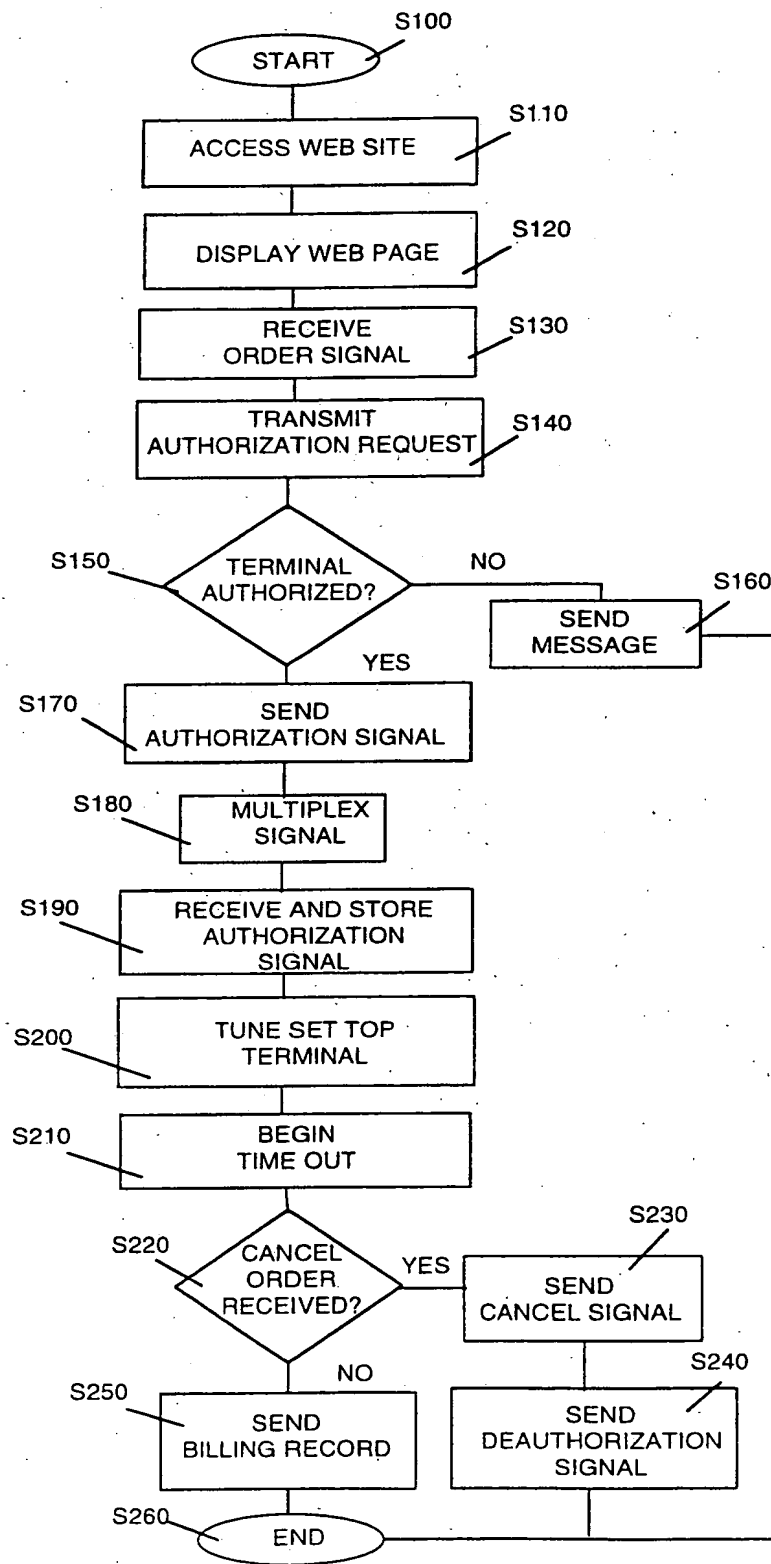 S100
START
S110
ACCESS WEB SITE
S120
DISPLAY WEB PAGE
S130
RECEIVE
ORDER SIGNAL
S140
TRANSMIT
AUTHORIZATION REQUEST
S150
TERMINAL
AUTHORIZED?
NO
S160
SEND
MESSAGE
YES
S170
SEND
AUTHORIZATION SIGNAL
S180
MULTIPLEX
SIGNAL
S190
RECEIVE AND STORE
AUTHORIZATION
SIGNAL
S200
TUNE SET TOP
TERMINAL
S210
BEGIN
TIME OUT
S220
CANCEL
ORDER
RECEIVED?
YES
S230
SEND
CANCEL SIGNAL
S240
SEND
DEAUTHORIZATION
SIGNAL
NO
S250
SEND
BILLING RECORD
S260
END